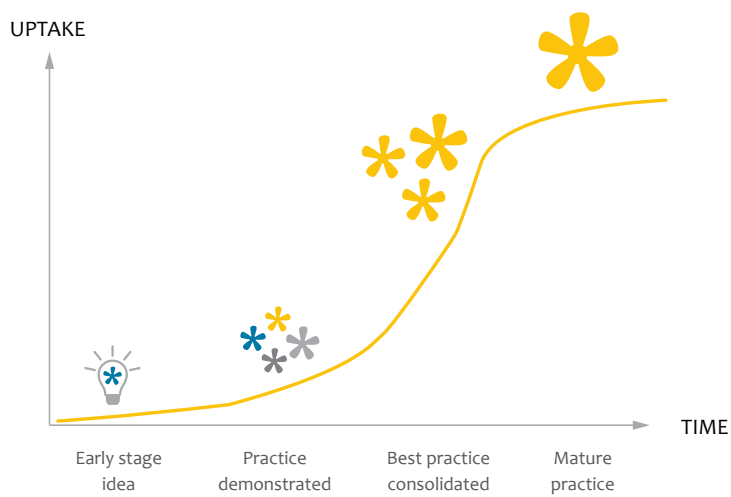 UPTAKE
TIME
Early stage
idea
Practice
demonstrated
Best practice
consolidated
Mature
practice